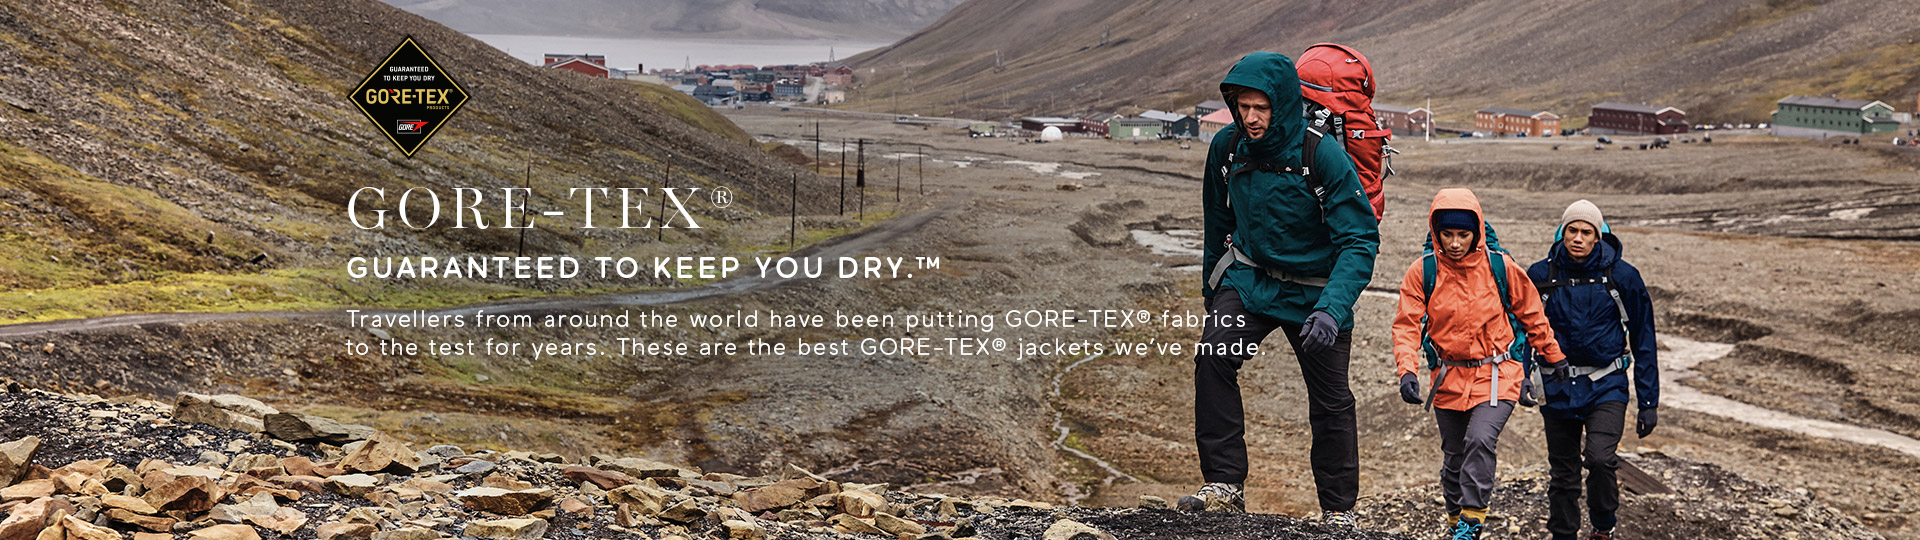 GUARANTEED
TO KEEP YOU DRY
GORE-TEX®
PRODUCTS
GORE
GORE-TEX®
GUARANTEED TO KEEP YOU DRY.™
Travellers from around the world have been putting GORE-TEX® fabrics
to the test for years. These are the best GORE-TEX® jackets we've made.